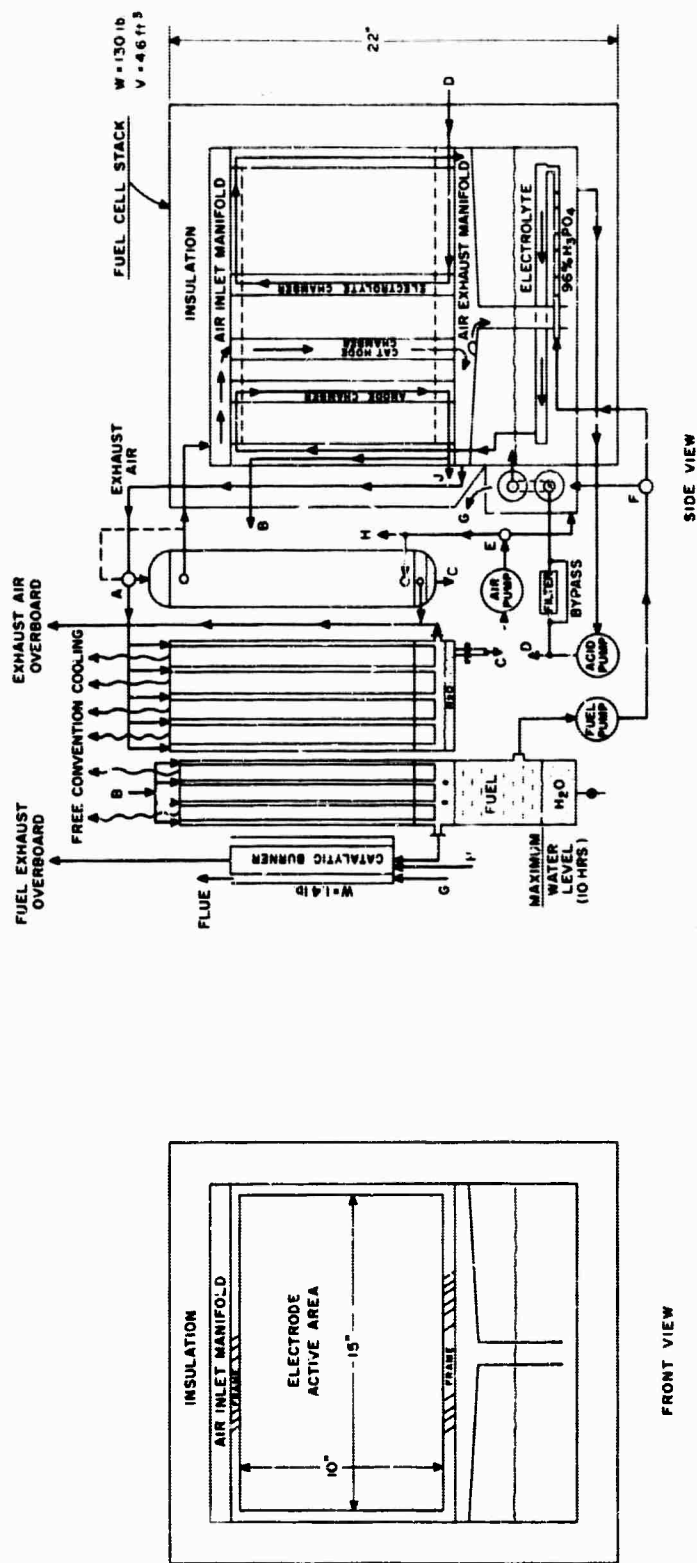 FUEL CELL STACK
W = 130 lb
V = 4.6 ft³
22"
INSULATION
AIR INLET MANIFOLD
ELECTROLYTE CHAMBER
CATHODE
CHAMBER
ANODE CHAMBER
AIR EXHAUST MANIFOLD
ELECTROLYTE
96% H₃PO₄
D
J
B
G
F
EXHAUST
AIR
A
H
C
E
AIR
PUMP
FILTER
BYPASS
D
ACID
PUMP
FUEL
PUMP
EXHAUST AIR
OVERBOARD
FREE CONVENTION COOLING
H₂O
C
B
FUEL
H₂O
FUEL EXHAUST
OVERBOARD
FLUE
CATALYTIC BURNER
W = 1.4 lb
G
MAXIMUM
WATER
LEVEL
(10 HRS)
SIDE VIEW
INSULATION
AIR INLET MANIFOLD
FRAME
ELECTRODE
ACTIVE AREA
15"
10"
FRAME
FRONT VIEW